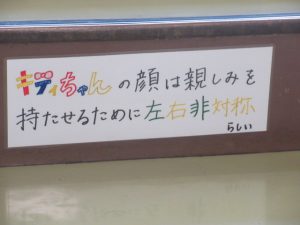 キディちゃんの顔は親しみを
持たせるために左右非対称
らしい